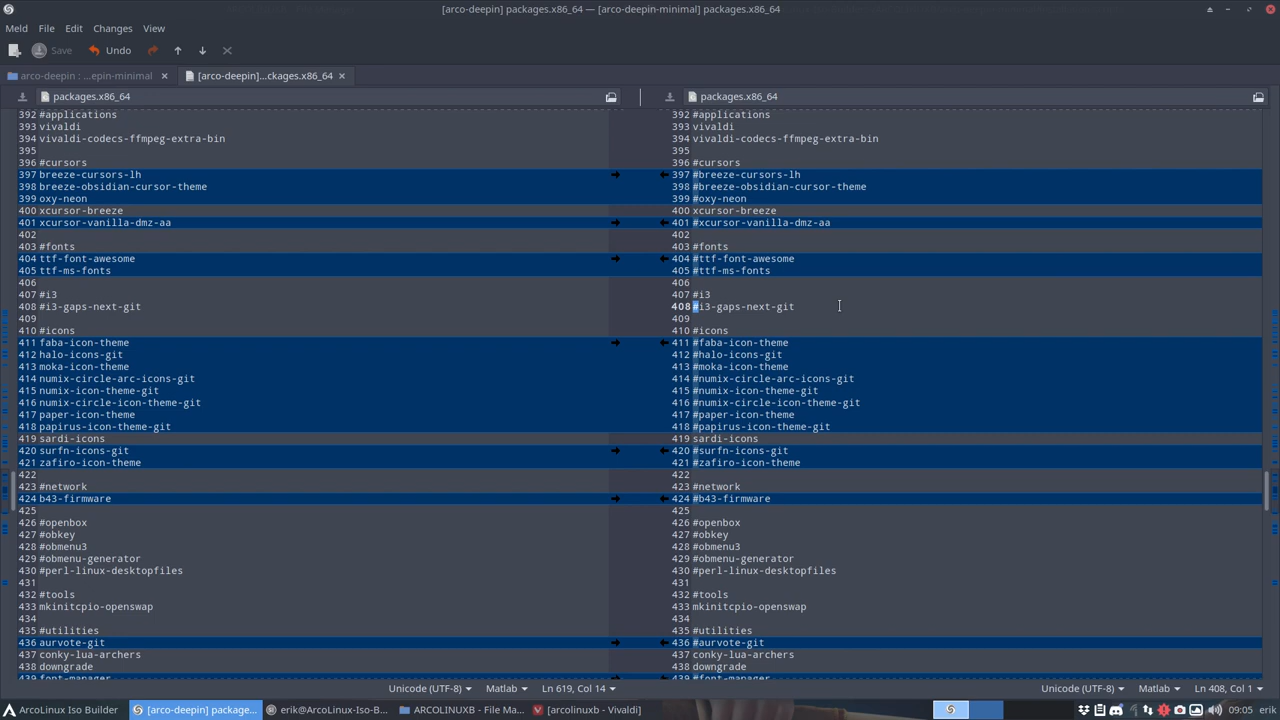 [arco-deepin] packages.x86_64 — [arco-deepin-minimal] packages.x86_64
Meld File Edit Changes View
Save Undo
arco-deepin : ...epin-minimal [arco-deepin]...ckages.x86_64
packages.x86_64 packages.x86_64
392 #applications 392 #applications
393 vivaldi 393 vivaldi
394 vivaldi-codecs-ffmpeg-extra-bin 394 vivaldi-codecs-ffmpeg-extra-bin
395 395
396 #cursors 396 #cursors
397 breeze-cursors-lh 397 #breeze-cursors-lh
398 breeze-obsidian-cursor-theme 398 #breeze-obsidian-cursor-theme
399 oxy-neon 399 #oxy-neon
400 xcursor-breeze 400 xcursor-breeze
401 xcursor-vanilla-dmz-aa 401 #xcursor-vanilla-dmz-aa
402 402
403 #fonts 403 #fonts
404 ttf-font-awesome 404 #ttf-font-awesome
405 ttf-ms-fonts 405 #ttf-ms-fonts
406 406
407 #i3 407 #i3
408 #i3-gaps-next-git 408 #i3-gaps-next-git
409 409
410 #icons 410 #icons
411 faba-icon-theme 411 #faba-icon-theme
412 halo-icons-git 412 #halo-icons-git
413 moka-icon-theme 413 #moka-icon-theme
414 numix-circle-arc-icons-git 414 #numix-circle-arc-icons-git
415 numix-icon-theme-git 415 #numix-icon-theme-git
416 numix-circle-icon-theme-git 416 #numix-circle-icon-theme-git
417 paper-icon-theme 417 #paper-icon-theme
418 papirus-icon-theme-git 418 #papirus-icon-theme-git
419 sardi-icons 419 sardi-icons
420 surfn-icons-git 420 #surfn-icons-git
421 zafiro-icon-theme 421 #zafiro-icon-theme
422 422
423 #network 423 #network
424 b43-firmware 424 #b43-firmware
425 425
426 #openbox 426 #openbox
427 #obkey 427 #obkey
428 #obmenu3 428 #obmenu3
429 #obmenu-generator 429 #obmenu-generator
430 #perl-linux-desktopfiles 430 #perl-linux-desktopfiles
431 431
432 #tools 432 #tools
433 mkinitcpio-openswap 433 mkinitcpio-openswap
434 434
435 #utilities 435 #utilities
436 aurvote-git 436 #aurvote-git
437 conky-lua-archers 437 conky-lua-archers
438 downgrade 438 downgrade
439 font-manager 439 #font-manager
Unicode (UTF-8) Matlab Ln 619, Col 14 Unicode (UTF-8) Matlab Ln 408, Col 1
ArcoLinux Iso Builder [arco-deepin] package... erik@ArcoLinux-Iso-B... ARCOLINUXB - File Ma... [arcolinuxb - Vivaldi] 09:05 erik